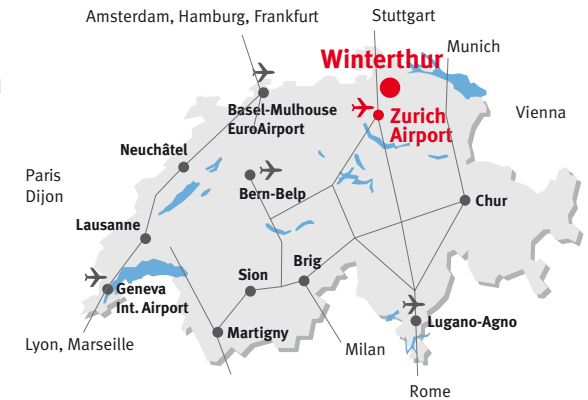 Amsterdam, Hamburg, Frankfurt
Stuttgart
Munich
Winterthur
Basel-Mulhouse
EuroAirport
Zurich
Airport
Vienna
Neuchâtel
Paris
Dijon
Bern-Belp
Chur
Lausanne
Brig
Sion
Geneva
Int. Airport
Lugano-Agno
Martigny
Lyon, Marseille
Milan
Rome